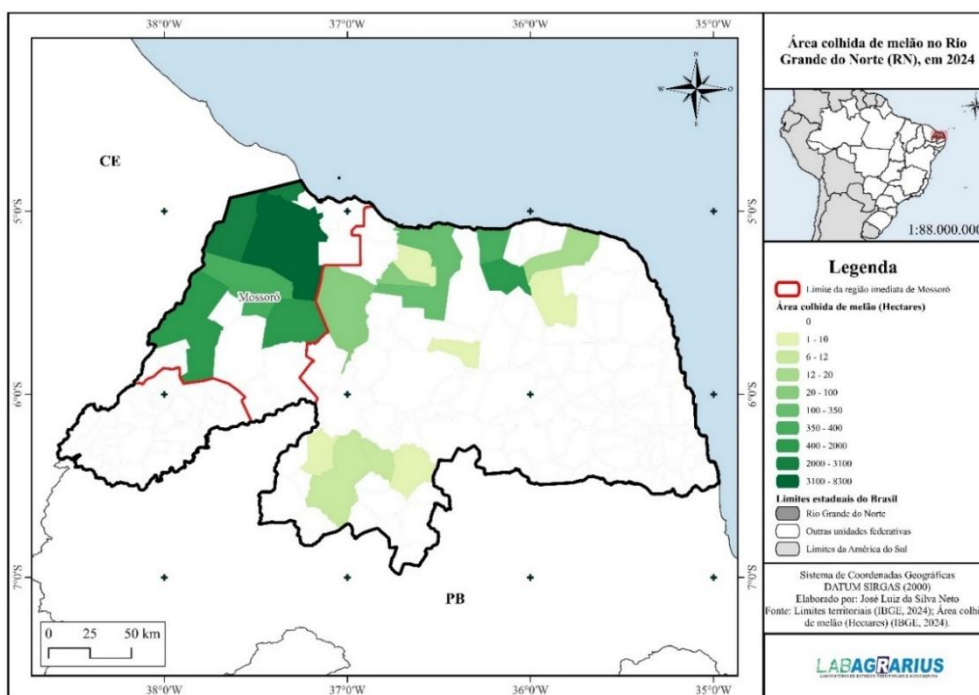 38°0'W 37°0'W 36°0'W 35°0'W
5°0'S
6°0'S
7°0'S
CE
N
W O
S
Mossoró
PB
0 25 50 km
38°0'W 37°0'W 36°0'W 35°0'W
5°0'S
6°0'S
7°0'S
Área colhida de melão no Rio
Grande do Norte (RN), em 2024
1:88.000.000
Legenda
Limite da região imediata de Mossoró
Área colhida de melão (Hectares)
0
1 - 10
6 - 12
12 - 20
20 - 100
100 - 350
350 - 400
400 - 2000
2000 - 3100
3100 - 8300
Limites estaduais do Brasil
Rio Grande do Norte
Outras unidades federativas
Limites da América do Sul
Sistema de Coordenadas Geográficas
DATUM SIRGAS (2000)
Elaborado por: José Luiz da Silva Neto
Fonte: Limites territoriais (IBGE, 2024); Área colhi
de melão (Hectares) (IBGE, 2024).
LABAGRARIUS